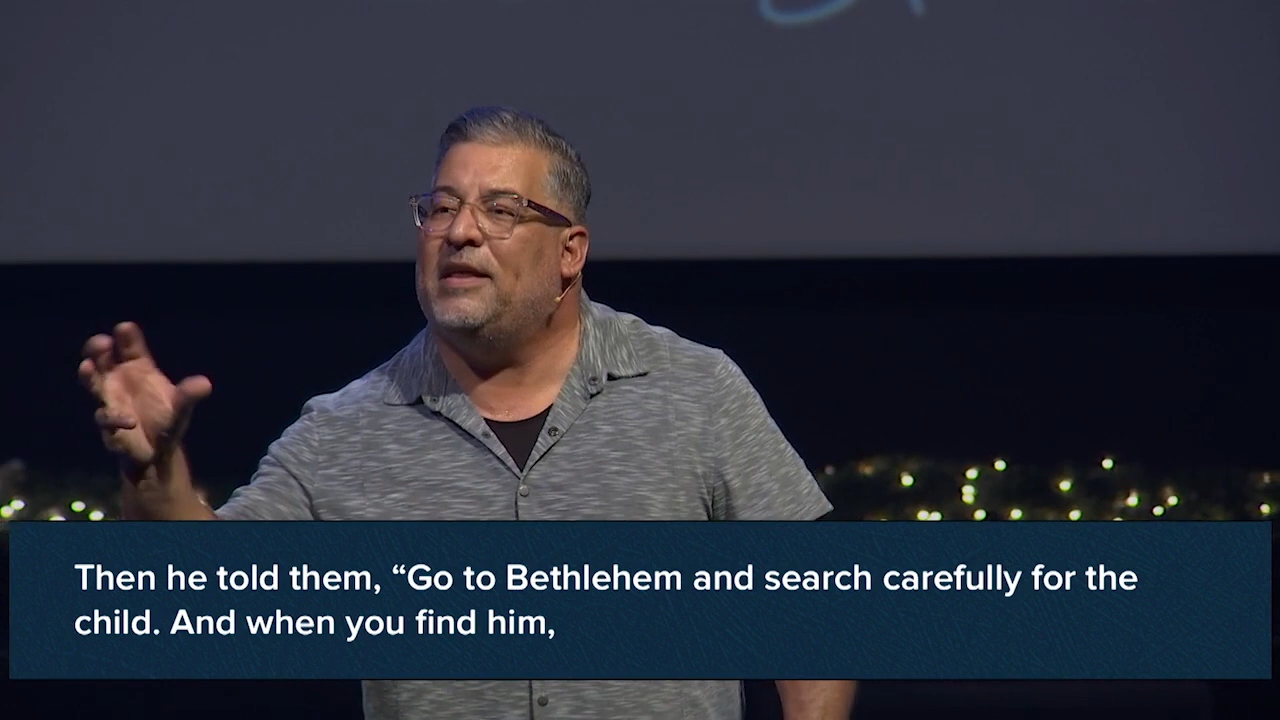 Then he told them, “Go to Bethlehem and search carefully for the
child. And when you find him,